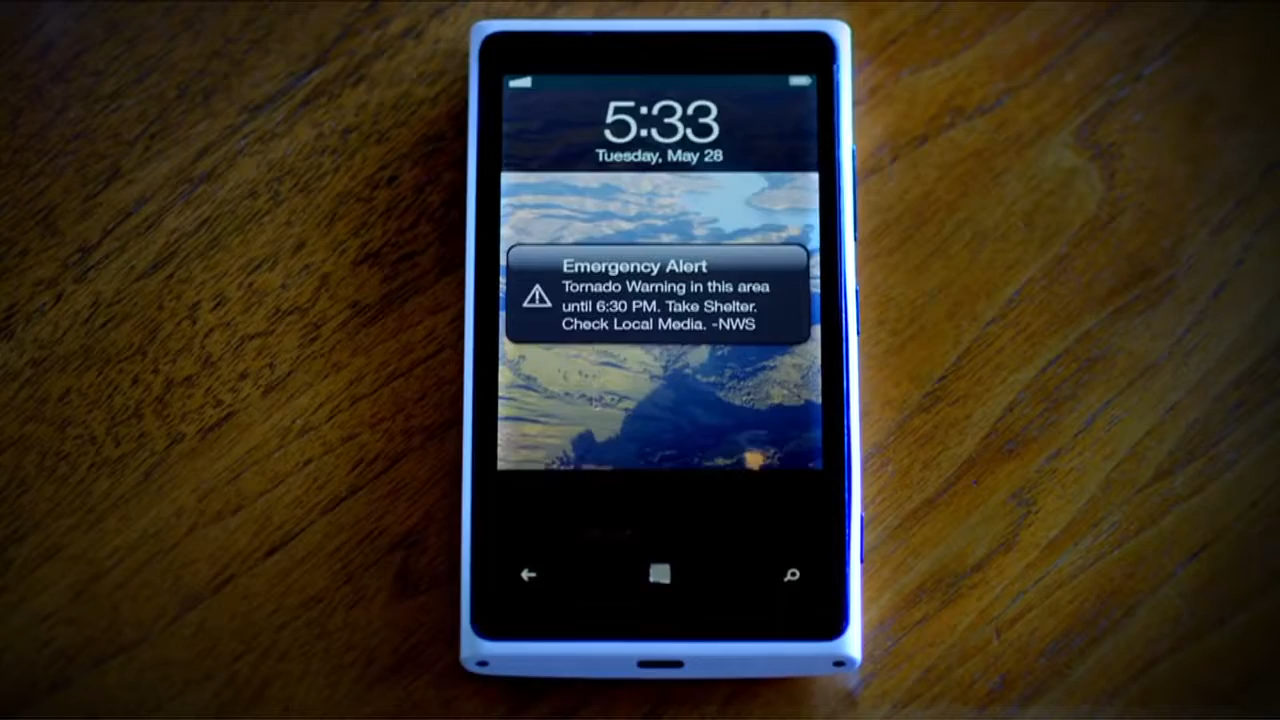 5:33
Tuesday, May 28
Emergency Alert
Tornado Warning in this area
until 6:30 PM. Take Shelter.
Check Local Media. -NWS